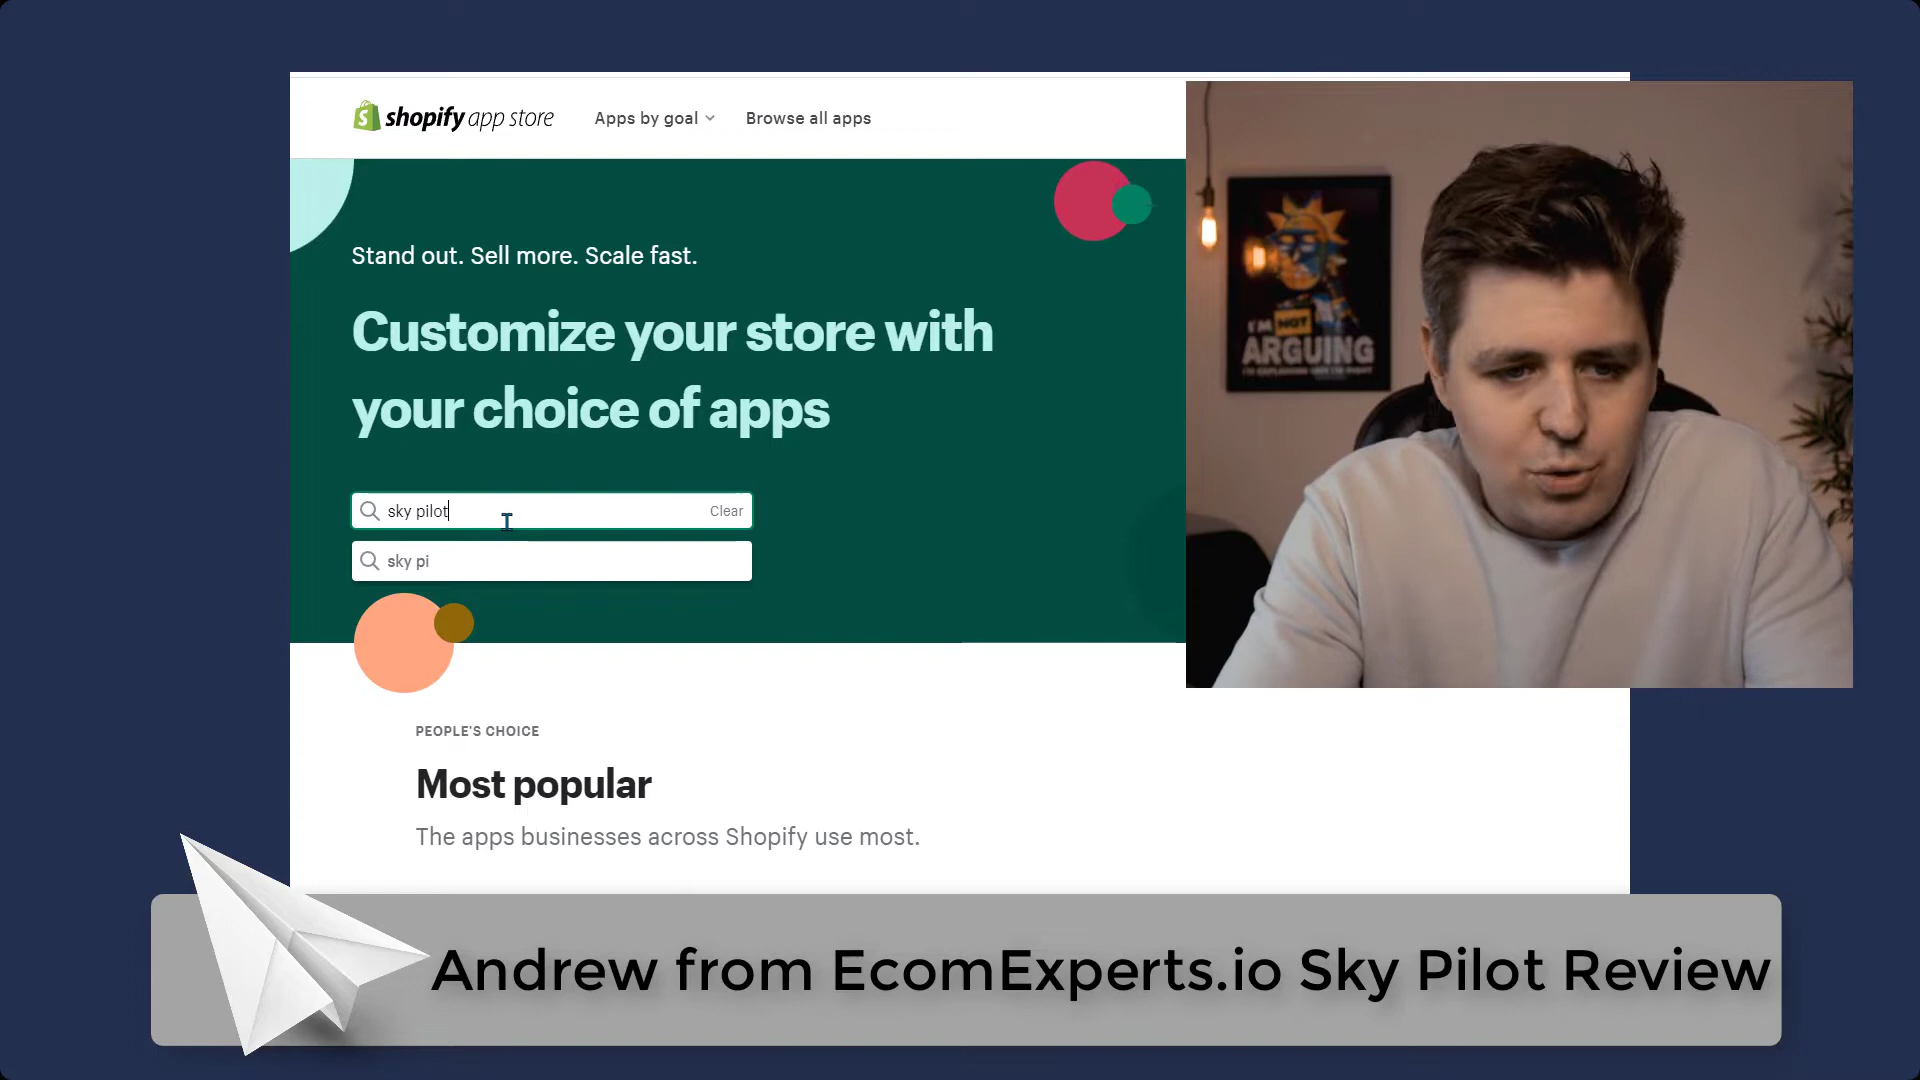 shopify app store
Apps by goal
Browse all apps
Stand out. Sell more. Scale fast.
Customize your store with
your choice of apps
sky pilot
Clear
sky pi
PEOPLE'S CHOICE
Most popular
The apps businesses across Shopify use most.
I'M NOT
ARGUING
Andrew from EcomExperts.io Sky Pilot Review